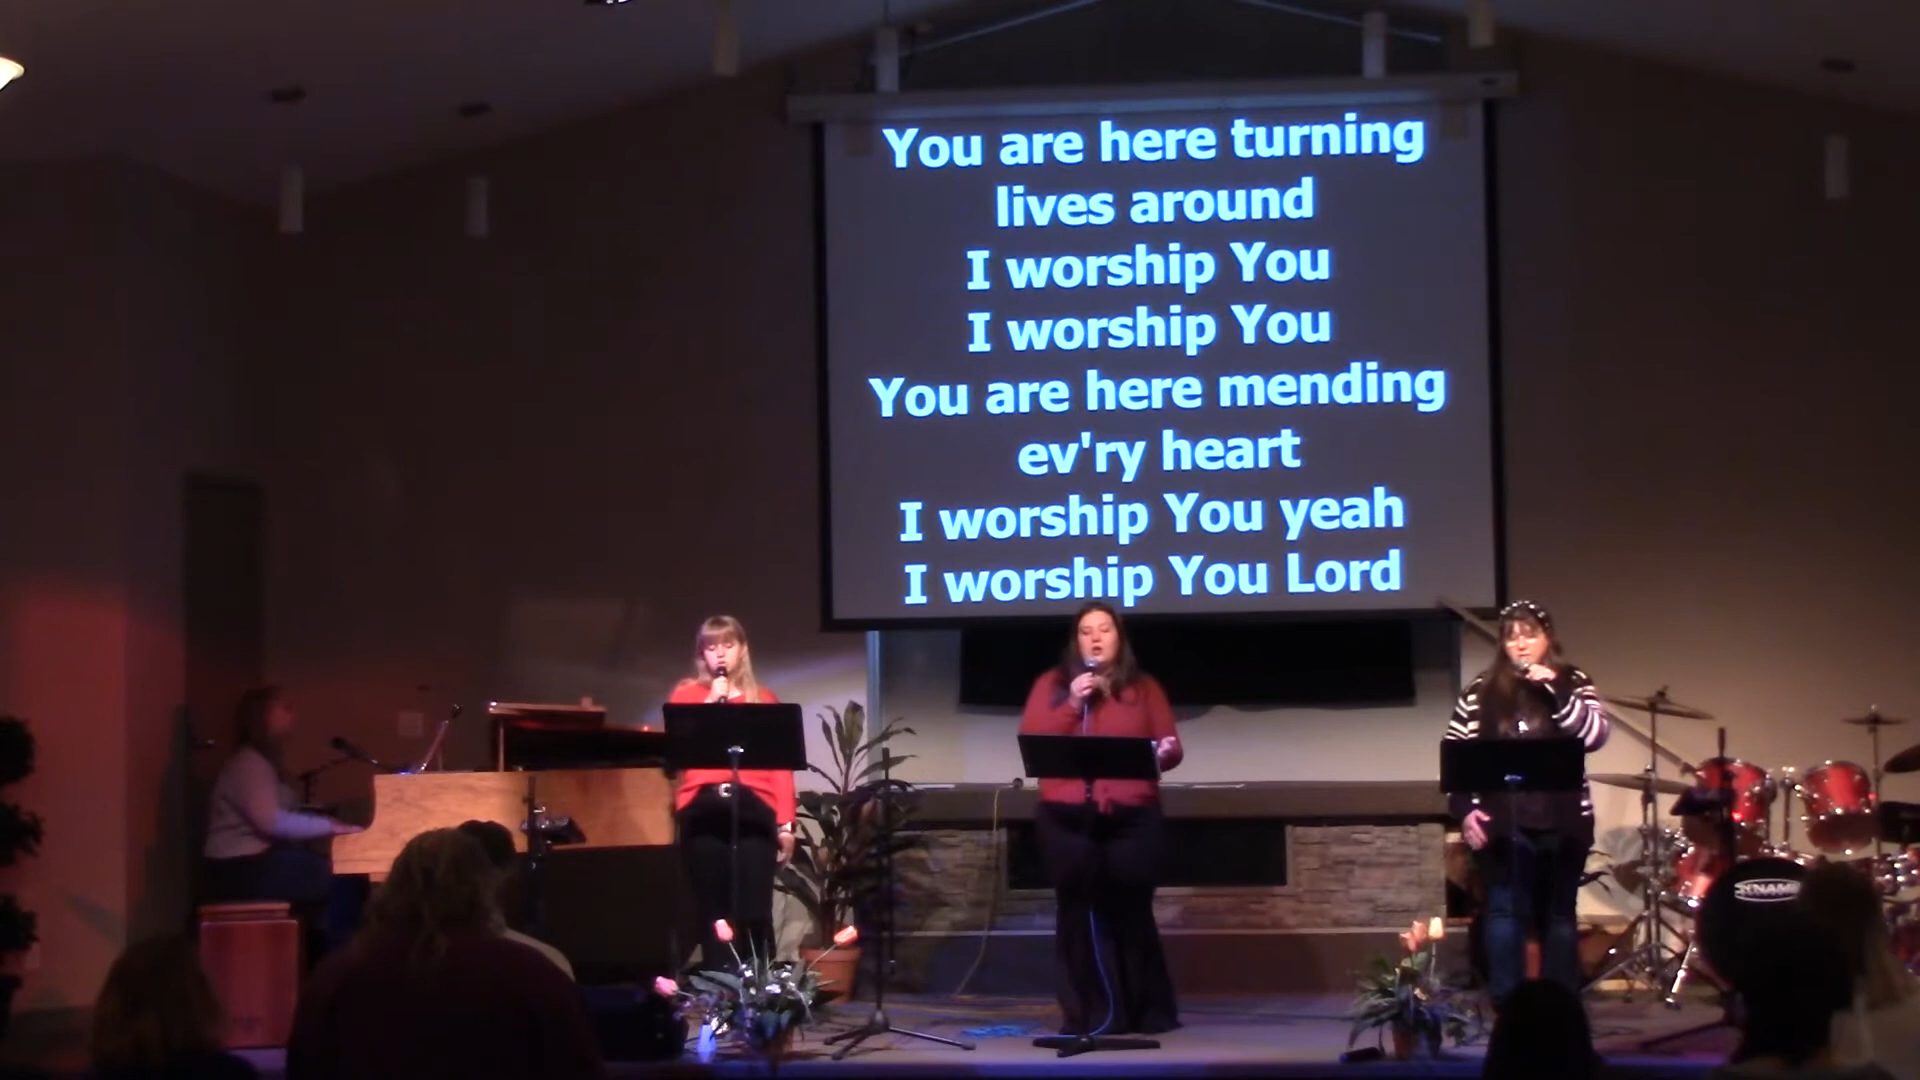 You are here turning
lives around
I worship You
I worship You
You are here mending
ev'ry heart
I worship You yeah
I worship You Lord